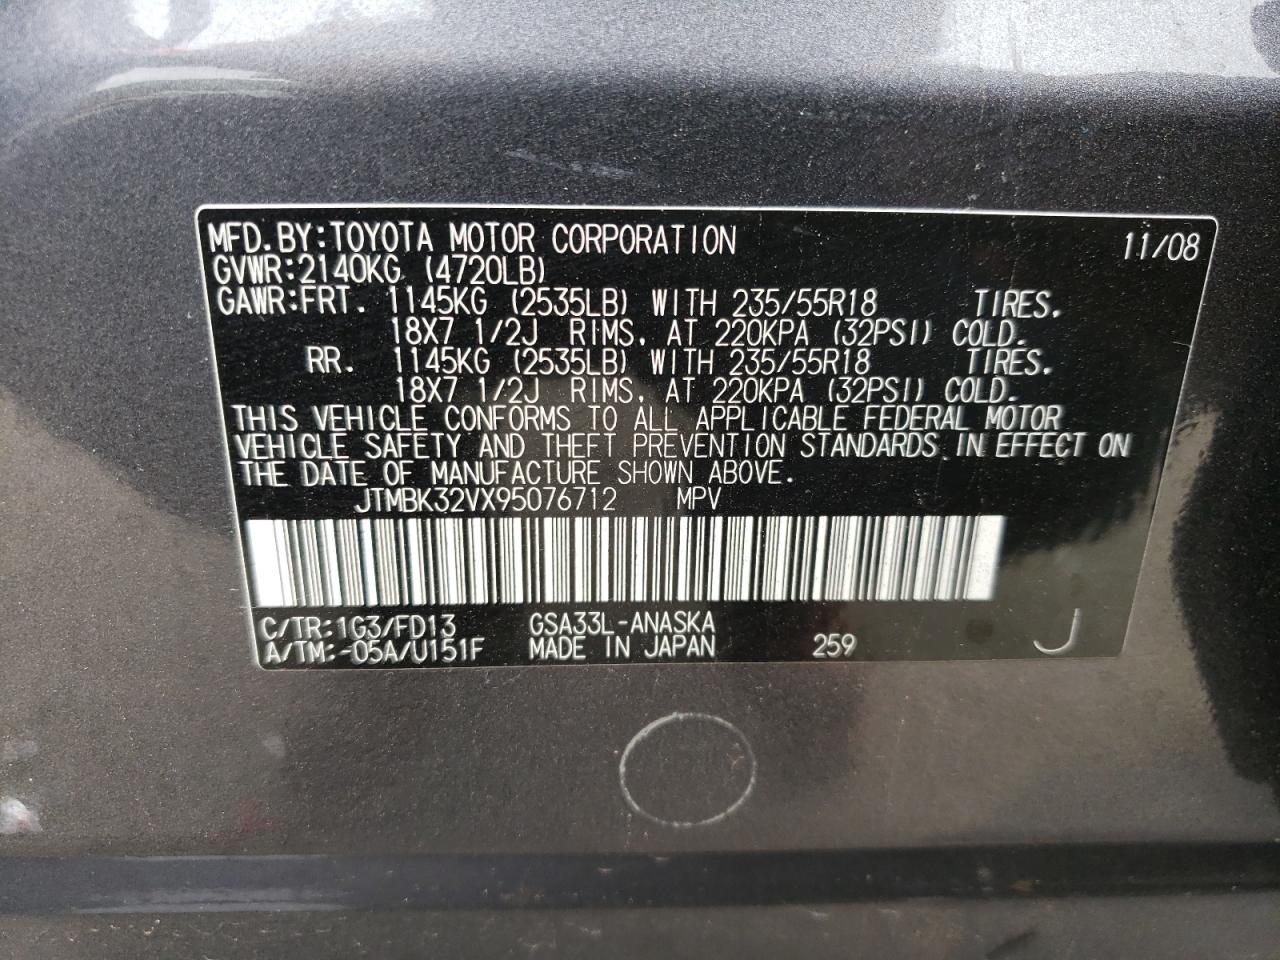 MFD.BY:TOYOTA MOTOR CORPORATION 11/08
GVWR:2140KG (4720LB)
GAWR:FRT. 1145KG (2535LB) WITH 235/55R18 TIRES.
18X7 1/2J RIMS. AT 220KPA (32PSI) COLD.
RR. 1145KG (2535LB) WITH 235/55R18 TIRES.
18X7 1/2J RIMS. AT 220KPA (32PSI) COLD.
THIS VEHICLE CONFORMS TO ALL APPLICABLE FEDERAL MOTOR
VEHICLE SAFETY AND THEFT PREVENTION STANDARDS IN EFFECT ON
THE DATE OF MANUFACTURE SHOWN ABOVE.
JTMBK32VX95076712 MPV
C/TR:1G3/FD13 GSA33L-ANASKA
A/TM:-05A/U151F MADE IN JAPAN 259 J